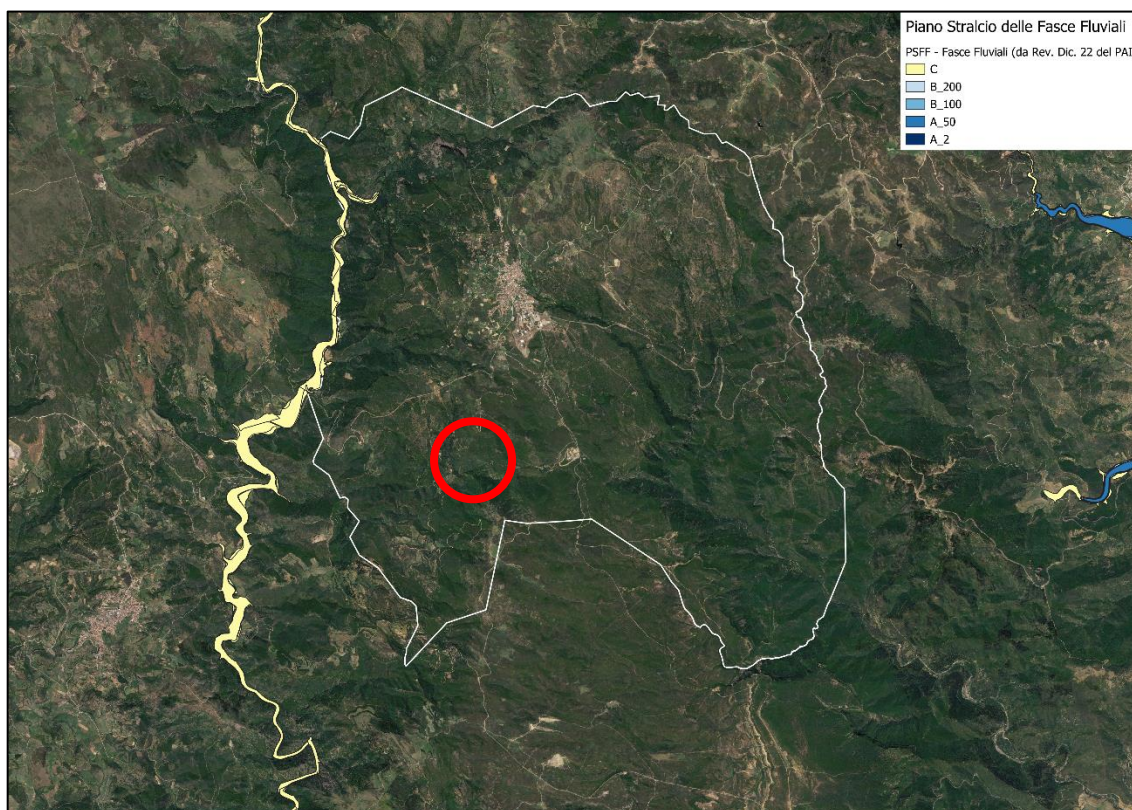 Piano Stralcio delle Fasce Fluviali
PSFF - Fasce Fluviali (da Rev. Dic. 22 del PAI
C
B_200
B_100
A_50
A_2